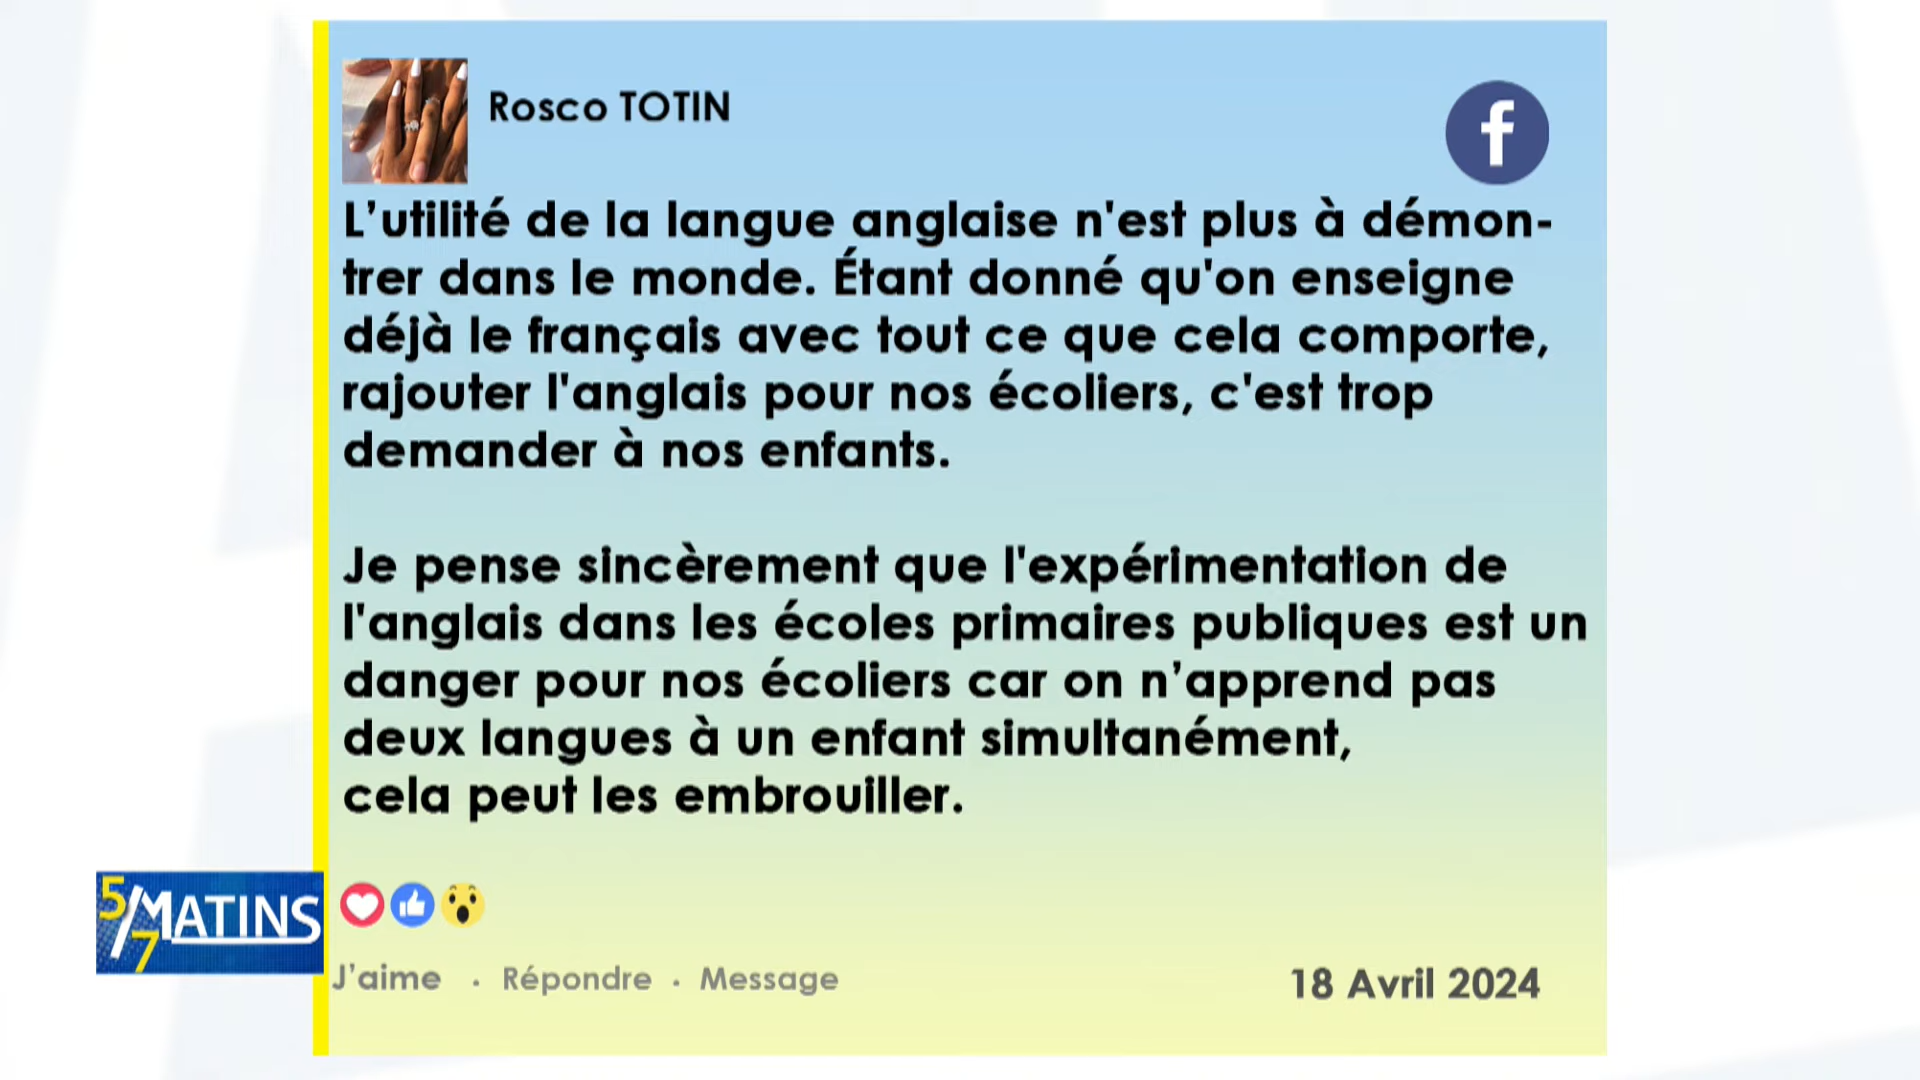 Rosco TOTIN
f
L’utilité de la langue anglaise n'est plus à démon-
trer dans le monde. Étant donné qu'on enseigne
déjà le français avec tout ce que cela comporte,
rajouter l'anglais pour nos écoliers, c'est trop
demander à nos enfants.
Je pense sincèrement que l'expérimentation de
l'anglais dans les écoles primaires publiques est un
danger pour nos écoliers car on n’apprend pas
deux langues à un enfant simultanément,
cela peut les embrouiller.
5/7 MATINS
J’aime . Répondre . Message
18 Avril 2024